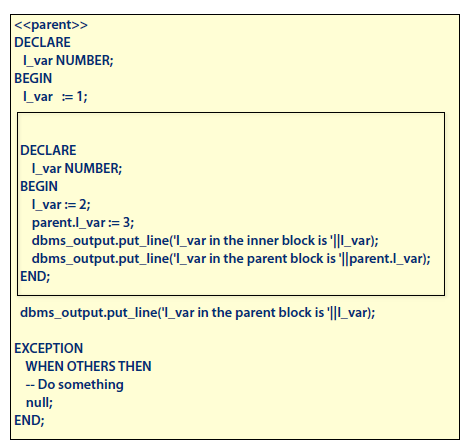 <<parent>>
DECLARE
l_var NUMBER;
BEGIN
l_var := 1;
DECLARE
l_var NUMBER;
BEGIN
l_var := 2;
parent.l_var := 3;
dbms_output.put_line('l_var in the inner block is '||l_var);
dbms_output.put_line('l_var in the parent block is '||parent.l_var);
END;
dbms_output.put_line('l_var in the parent block is '||l_var);
EXCEPTION
WHEN OTHERS THEN
-- Do something
null;
END;